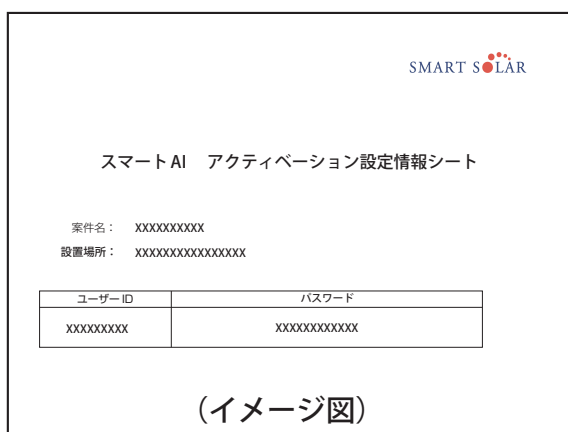 SMART SOLAR
スマートAI　アクティベーション設定情報シート
案件名： XXXXXXXXXX
設置場所： XXXXXXXXXXXXXXXX
ユーザーID パスワード
XXXXXXXXX XXXXXXXXXXXX
（イメージ図）